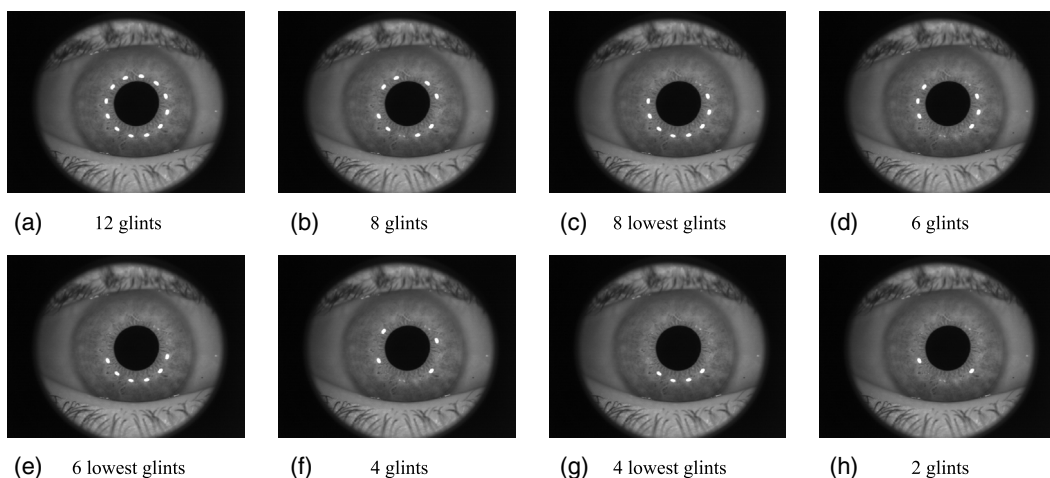 (a) 12 glints
(b) 8 glints
(c) 8 lowest glints
(d) 6 glints
(e) 6 lowest glints
(f) 4 glints
(g) 4 lowest glints
(h) 2 glints